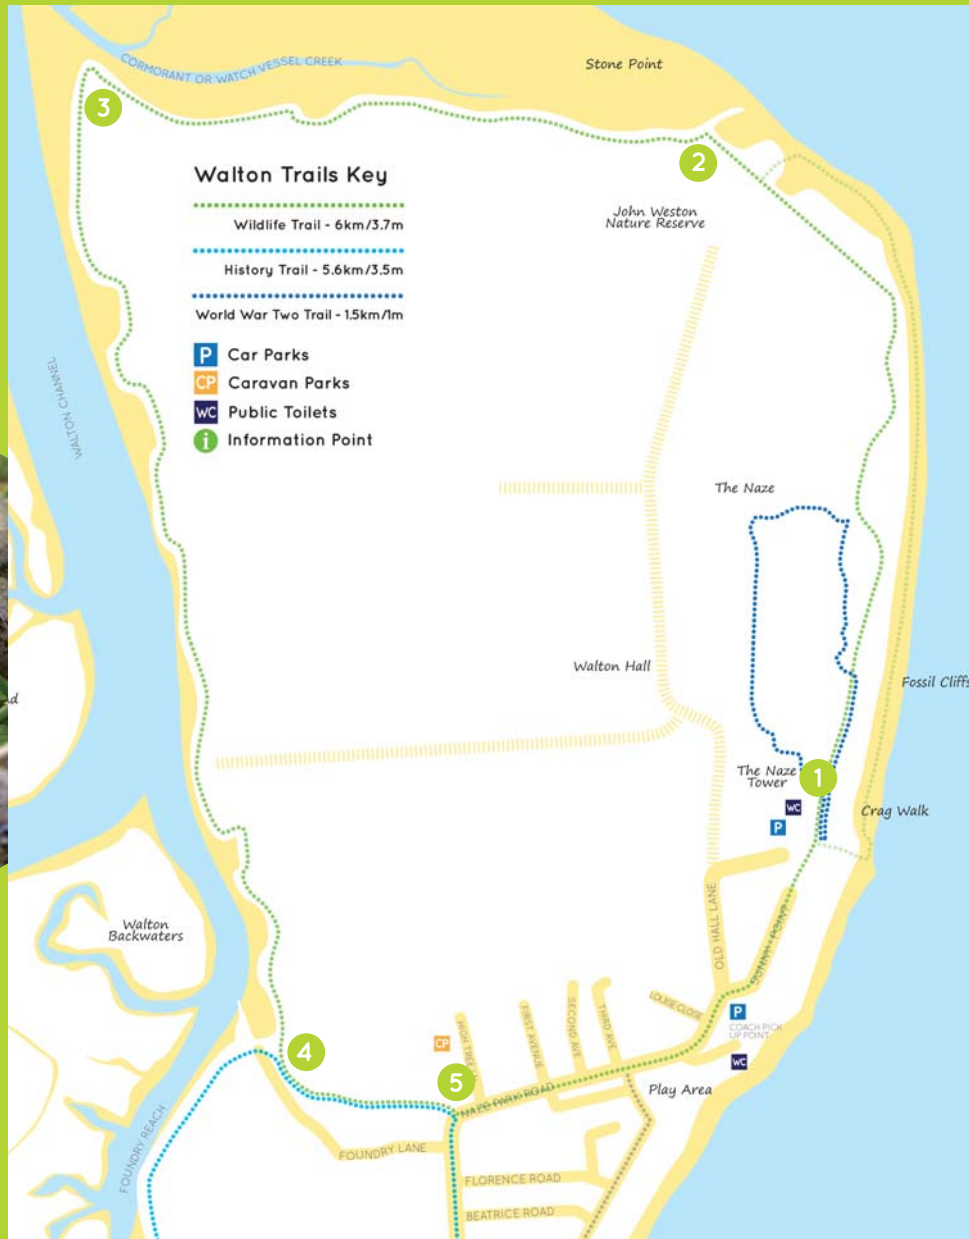 CORMORANT OR WATCH VESSEL CREEK
Stone Point
3
2
Walton Trails Key
Wildlife Trail - 6km/3.7m
History Trail - 5.6km/3.5m
World War Two Trail - 1.5km/1m
P Car Parks
CP Caravan Parks
WC Public Toilets
i Information Point
John Weston
Nature Reserve
WALTON CHANNEL
The Naze
Walton Hall
Fossil Cliffs
d
The Naze
Tower
1
WC
P
Crag Walk
Walton
Backwaters
OLD HALL LANE
SUNNY POINT
LOUISE CLOSE
THIRD AVE
SECOND AVE
FIRST AVENUE
P
COACH PICK
UP POINT
WC
CP
4
5
NAZE PARK ROAD
Play Area
FOUNDRY REACH
FOUNDRY LANE
FLORENCE ROAD
BEATRICE ROAD